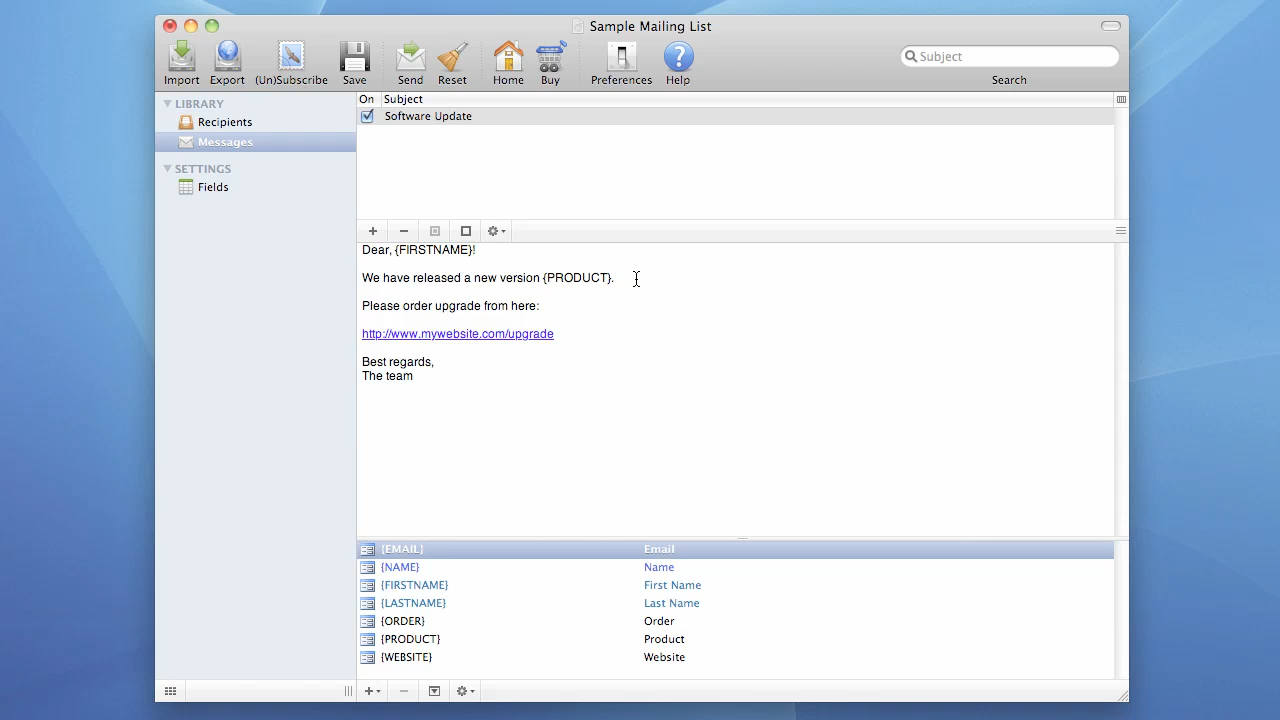 Sample Mailing List
Import Export (Un)Subscribe Save Send Reset Home Buy Preferences Help
Subject
Search
LIBRARY
Recipients
Messages
SETTINGS
Fields
On Subject
Software Update
Dear, {FIRSTNAME}!
We have released a new version {PRODUCT}.
Please order upgrade from here:
http://www.mywebsite.com/upgrade
Best regards,
The team
{EMAIL} Email
{NAME} Name
{FIRSTNAME} First Name
{LASTNAME} Last Name
{ORDER} Order
{PRODUCT} Product
{WEBSITE} Website